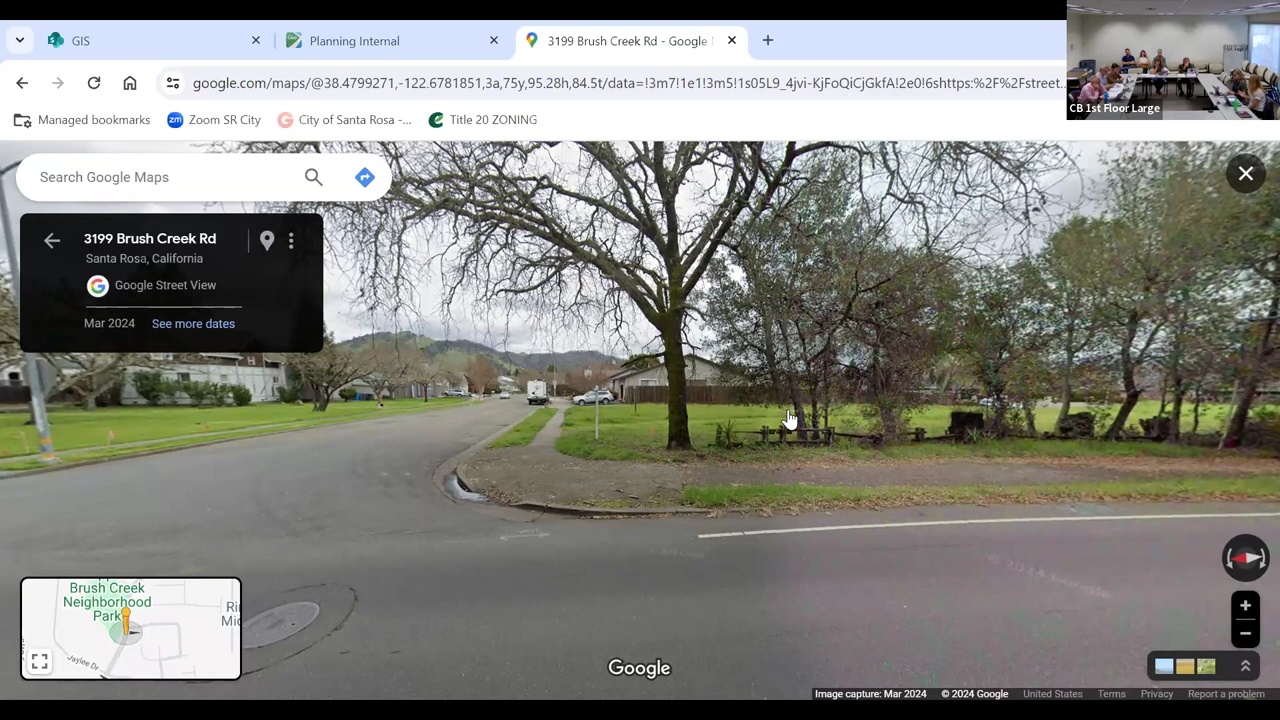 GIS
Planning Internal
3199 Brush Creek Rd - Google
google.com/maps/@38.4799271,-122.
1,3a,75y,95.28h,84.5t/data=!3m7!1e1!3m5!1s05L9_4jvi-KjFoQiCjGkfA!2e0!6shttps:%2F%2Fstreet...
Managed bookmarks
Zoom SR City
City of Santa Rosa -...
Title 20 ZONING
CB 1st Floor Large
Search Google Maps
3199 Brush Creek Rd
Santa Rosa, California
Google Street View
Mar 2024
See more dates
Brush Creek
Neighborhood
Park
Jaylee Dr
Google
Image capture: Mar 2024
© 2024 Google
United States
Terms
Privacy
Report a problem